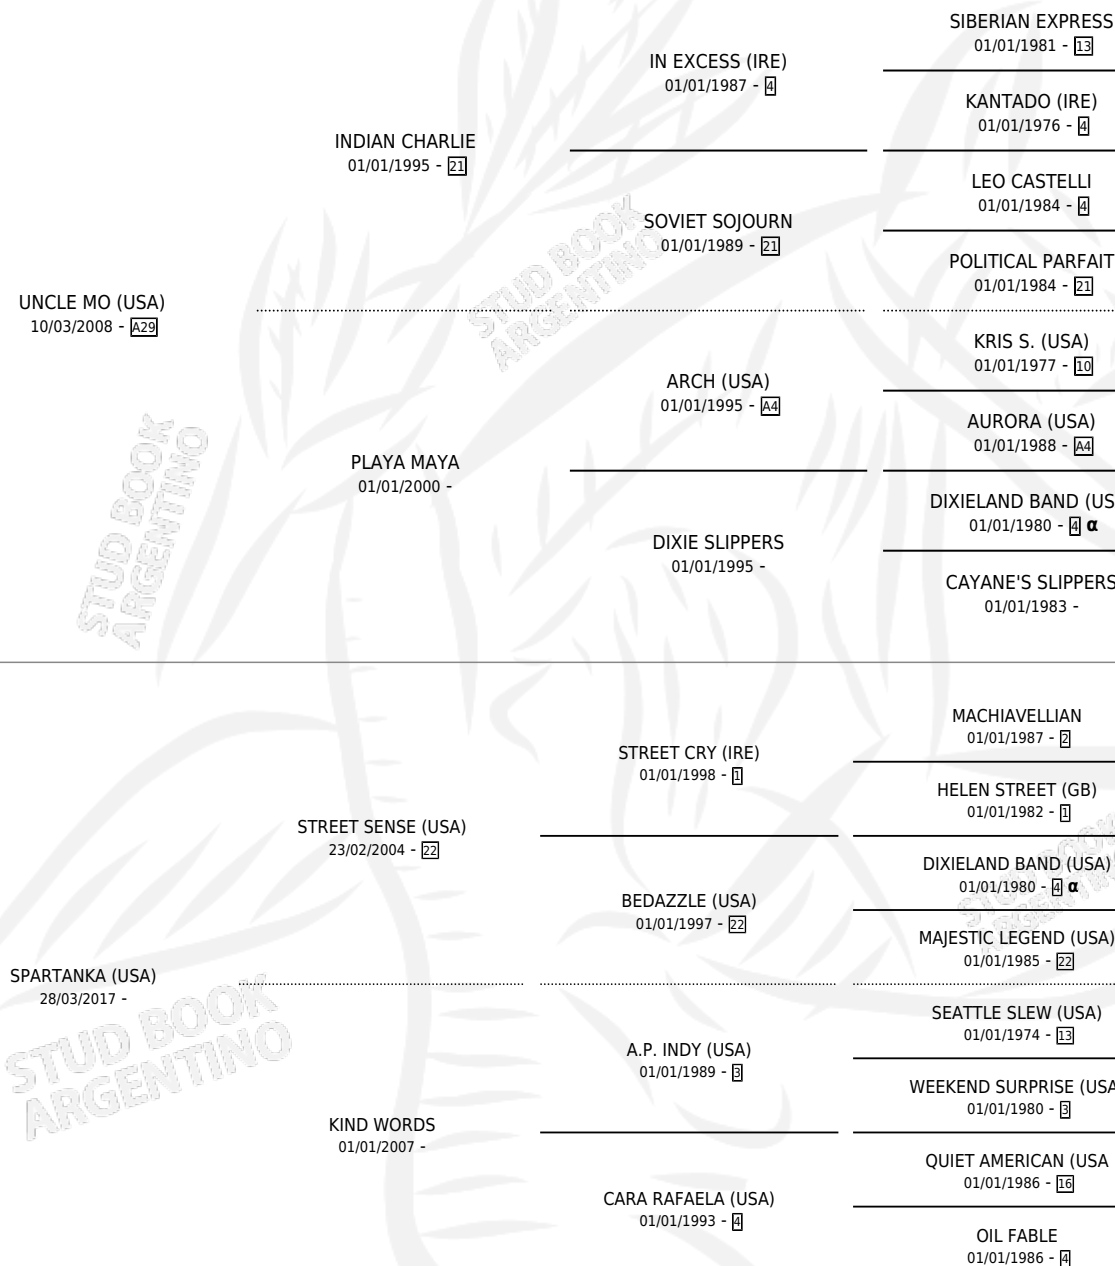 SIBERIAN EXPRESS
01/01/1981 - 13
IN EXCESS (IRE)
01/01/1987 - 4
KANTADO (IRE)
01/01/1976 - 4
INDIAN CHARLIE
01/01/1995 - 21
LEO CASTELLI
01/01/1984 - 4
SOVIET SOJOURN
01/01/1989 - 21
POLITICAL PARFAIT
01/01/1984 - 21
UNCLE MO (USA)
10/03/2008 - A29
KRIS S. (USA)
01/01/1977 - 10
ARCH (USA)
01/01/1995 - A4
AURORA (USA)
01/01/1988 - A4
PLAYA MAYA
01/01/2000 -
DIXIELAND BAND (US
01/01/1980 - 4 α
DIXIE SLIPPERS
01/01/1995 -
CAYANE'S SLIPPERS
01/01/1983 -
MACHIAVELLIAN
01/01/1987 - 2
STREET CRY (IRE)
01/01/1998 - 1
HELEN STREET (GB)
01/01/1982 - 1
STREET SENSE (USA)
23/02/2004 - 22
DIXIELAND BAND (USA)
01/01/1980 - 4 α
BEDAZZLE (USA)
01/01/1997 - 22
MAJESTIC LEGEND (USA)
01/01/1985 - 22
SPARTANKA (USA)
28/03/2017 -
SEATTLE SLEW (USA)
01/01/1974 - 13
A.P. INDY (USA)
01/01/1989 - 3
WEEKEND SURPRISE (USA
01/01/1980 - 3
KIND WORDS
01/01/2007 -
QUIET AMERICAN (USA
01/01/1986 - 16
CARA RAFAELA (USA)
01/01/1993 - 4
OIL FABLE
01/01/1986 - 4
STUD BOOK
ARGENTINO
STUD BOOK
ARGENTINO
STUD BOOK
ARGENTINO
STUD BOOK
ARGENTINO